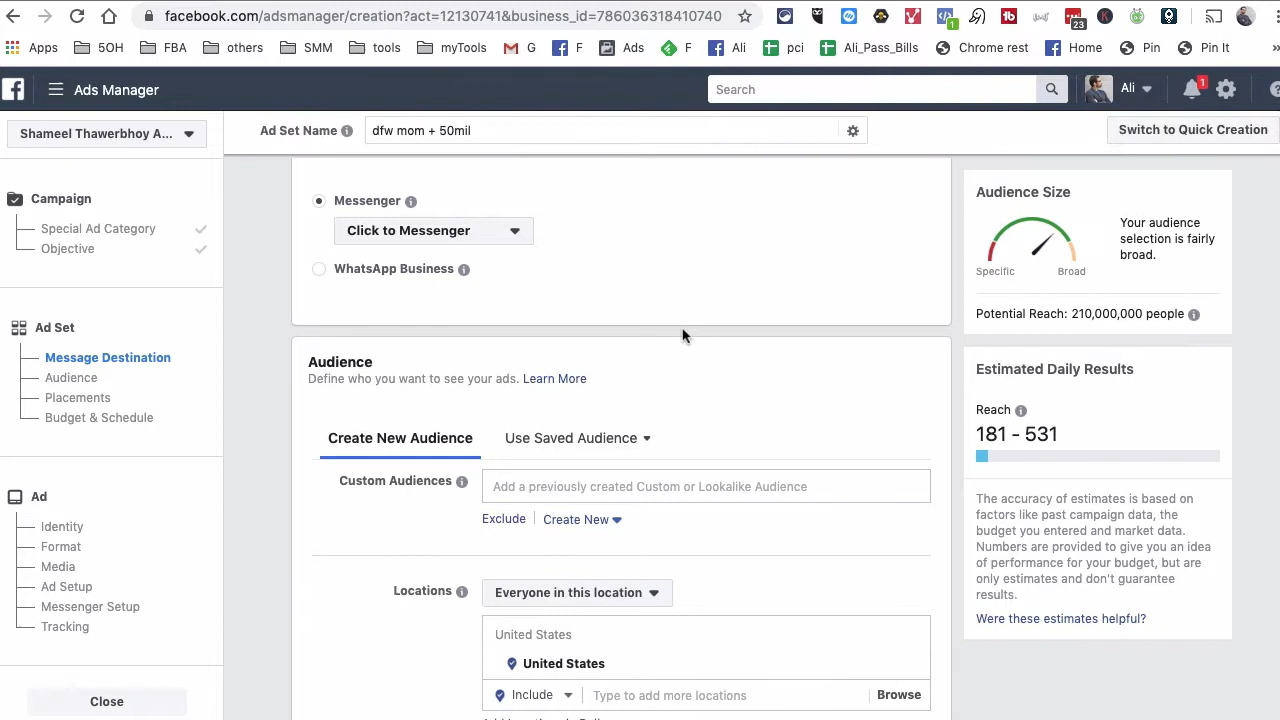 facebook.com/adsmanager/creation?act=12130741&business_id=786036318410740
1
23
Apps 5OH FBA others SMM tools myTools G F Ads F Ali pci Ali_Pass_Bills Chrome rest Home Pin Pin It »
Ads Manager
Search
Ali
1
Shameel Thawerbhoy A...
Ad Set Name
dfw mom + 50mil
Switch to Quick Creation
Campaign
Special Ad Category
Objective
Ad Set
Message Destination
Audience
Placements
Budget & Schedule
Ad
Identity
Format
Media
Ad Setup
Messenger Setup
Tracking
Close
Messenger
Click to Messenger
WhatsApp Business
Audience
Define who you want to see your ads. Learn More
Create New Audience
Use Saved Audience
Custom Audiences
Add a previously created Custom or Lookalike Audience
Exclude
Create New
Locations
Everyone in this location
United States
United States
Include
Type to add more locations
Browse
Audience Size
Specific
Broad
Your audience
selection is fairly
broad.
Potential Reach: 210,000,000 people
Estimated Daily Results
Reach
181 - 531
The accuracy of estimates is based on
factors like past campaign data, the
budget you entered and market data.
Numbers are provided to give you an idea
of performance for your budget, but are
only estimates and don't guarantee
results.
Were these estimates helpful?